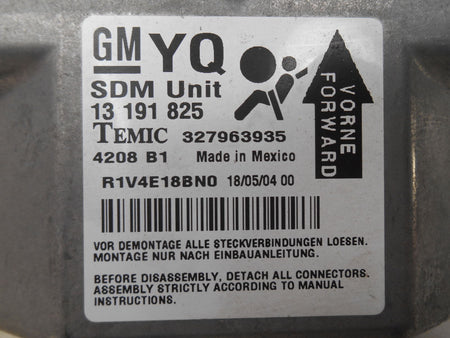 GM YQ
SDM Unit
13 191 825
TEMIC 327963935
4208 B1 Made in Mexico
R1V4E18BN0 18/05/04 00
VORNE
FORWARD
VOR DEMONTAGE ALLE STECKVERBINDUNGEN LOESEN.
MONTAGE NUR NACH EINBAUANLEITUNG.
BEFORE DISASSEMBLY, DETACH ALL CONNECTORS.
ASSEMBLY STRICTLY ACCORDING TO MANUAL
INSTRUCTIONS.